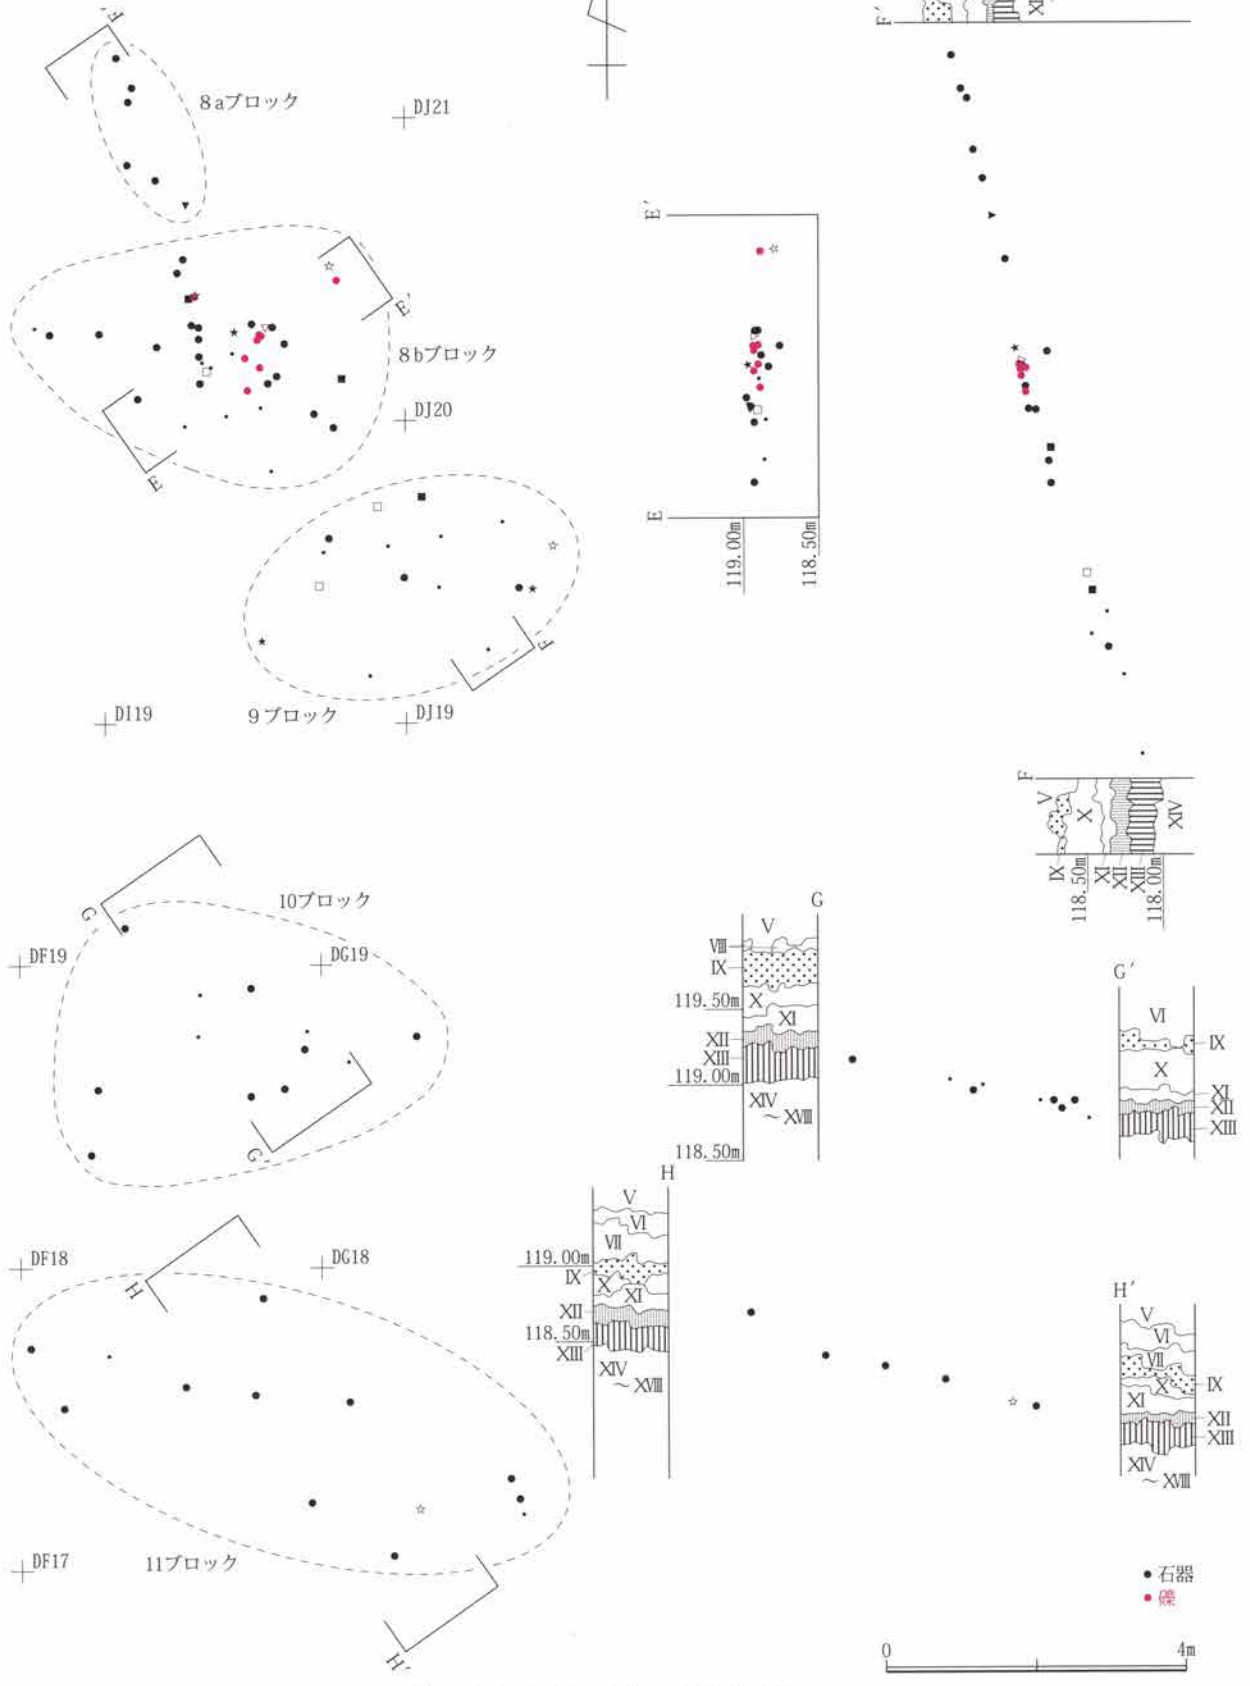 F′
F′
XI
8aブロック
DJ21
E′
E′
8bブロック
DJ20
E
E
119.00m
118.50m
F
DI19
9ブロック
DJ19
F
V
X
XIV
IX
XI
XII
XIII
118.50m
118.00m
G
10ブロック
DF19
DG19
G′
G
V
VIII
IX
119.50m
X
XI
XII
XIII
119.00m
XIV
～XVIII
118.50m
G′
VI
IX
X
XI
XII
XIII
DF18
DG18
H
H
V
VI
VII
119.00m
IX
X
XI
XII
118.50m
XIII
XIV
～XVIII
H′
V
VI
VII
X
IX
XI
XII
XIII
XIV
～XVIII
DF17
11ブロック
H′
石器
礫
0
4m